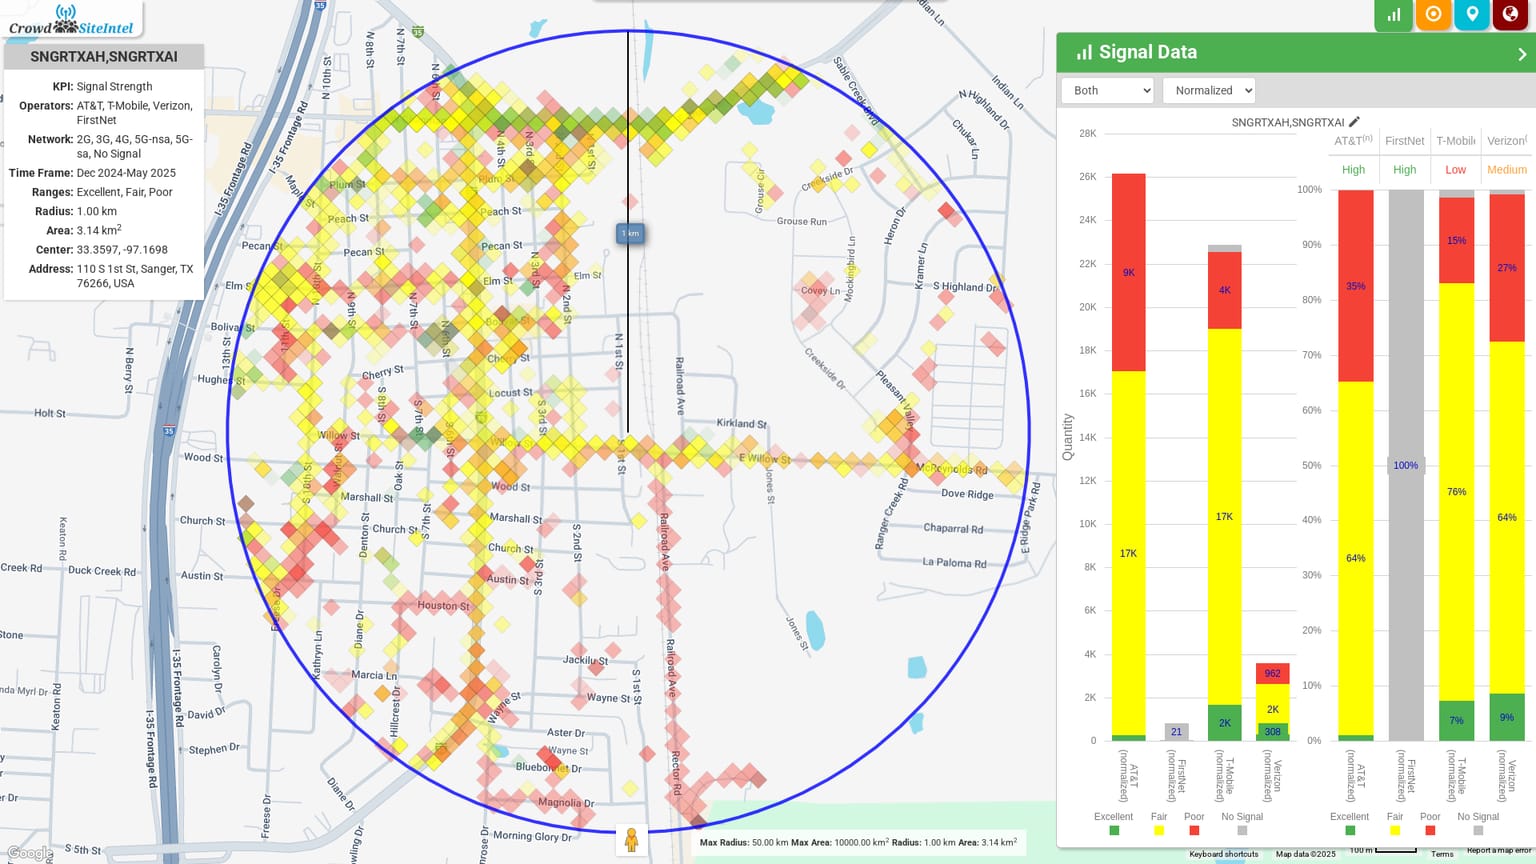 CrowdSiteIntel
SNGRTXAH,SNGRTXAI
KPI: Signal Strength
Operators: AT&T, T-Mobile, Verizon,
FirstNet
Network: 2G, 3G, 4G, 5G-nsa, 5G-
sa, No Signal
Time Frame: Dec 2024-May 2025
Ranges: Excellent, Fair, Poor
Radius: 1.00 km
Area: 3.14 km2
Center: 33.3597, -97.1698
Address: 110 S 1st St, Sanger, TX
76266, USA
35
35
N 10th St
N 8th St
N 7th St
I-35 Frontage Rd
I-35 Frontage Rd
N 4th St
N 3rd
Plum St
Plum St
Peach St
Peach St
Pecan St
Pecan St
Pecan St
Elm St
Elm St
Elm St
N 9th St
N 7th St
N 3rd St
N 2nd St
Bolivar St
13th St
N Berry St
Hughes St
Cherry St
Cherry St
Locust St
S 8th St
S 7th St
S 3rd St
N 1st St
S 1st St
Holt St
Willow St
Wood St
Wood St
Oak St
S 10th St
Marshall St
Marshall St
Church St
Church St
Church St
S 7th St
Denton St
S 2nd St
Keaton Rd
Creek Rd
Duck Creek Rd
Austin St
Austin St
S 3rd St
Houston St
Stone
Kathryn Ln
Diane Dr
Carolyn Dr
I-35 Frontage Rd
I-35 Frontage Rd
Marcia Ln
Hillcrest Dr
Jackilu St
S 1st St
Wayne St
Wayne St
nda Myrl Dr
Keaton Rd
David Dr
Stephen Dr
Aster Dr
Wayne St
Bluebonnet Dr
Magnolia Dr
Morning Glory Dr
Diane Dr
Freese Dr
S 5th St
er Dr
Google
Railroad Ave
Railroad Ave
Railroad Ave
Rector Rd
1 km
Indian Ln
Indian Ln
Sable Creek Blvd
N Highland Dr
Chukar Ln
Creekside Dr
Grouse Cir
Grouse Run
Heron Dr
Mockingbird Ln
Kramer Ln
Covey Ln
S Highland Dr
Creekside Dr
Pleasant Valley
Kirkland St
E Willow St
McReynolds Rd
Jones St
Jones St
Dove Ridge
Ranger Creek Rd
Chaparral Rd
E Ridge Park Rd
La Paloma Rd
Max Radius: 50.00 km Max Area: 10000.00 km2 Radius: 1.00 km Area: 3.14 km2
Keyboard shortcuts
Map data ©2025
100 m
Terms
Report a map error
Signal Data
Both
Normalized
SNGRTXAH,SNGRTXAI
Quantity
28K
26K
24K
22K
20K
18K
16K
14K
12K
10K
8K
6K
4K
2K
0
9K
17K
21
4K
17K
2K
962
2K
308
AT&T (normalized)
FirstNet (normalized)
T-Mobile (normalized)
Verizon (normalized)
Excellent
Fair
Poor
No Signal
AT&T(n)
FirstNet
T-Mobile
Verizon
High
High
Low
Medium
100%
90%
80%
70%
60%
50%
40%
30%
20%
10%
0%
35%
64%
100%
15%
76%
7%
27%
64%
9%
AT&T (normalized)
FirstNet (normalized)
T-Mobile (normalized)
Verizon (normalized)
Excellent
Fair
Poor
No Signal